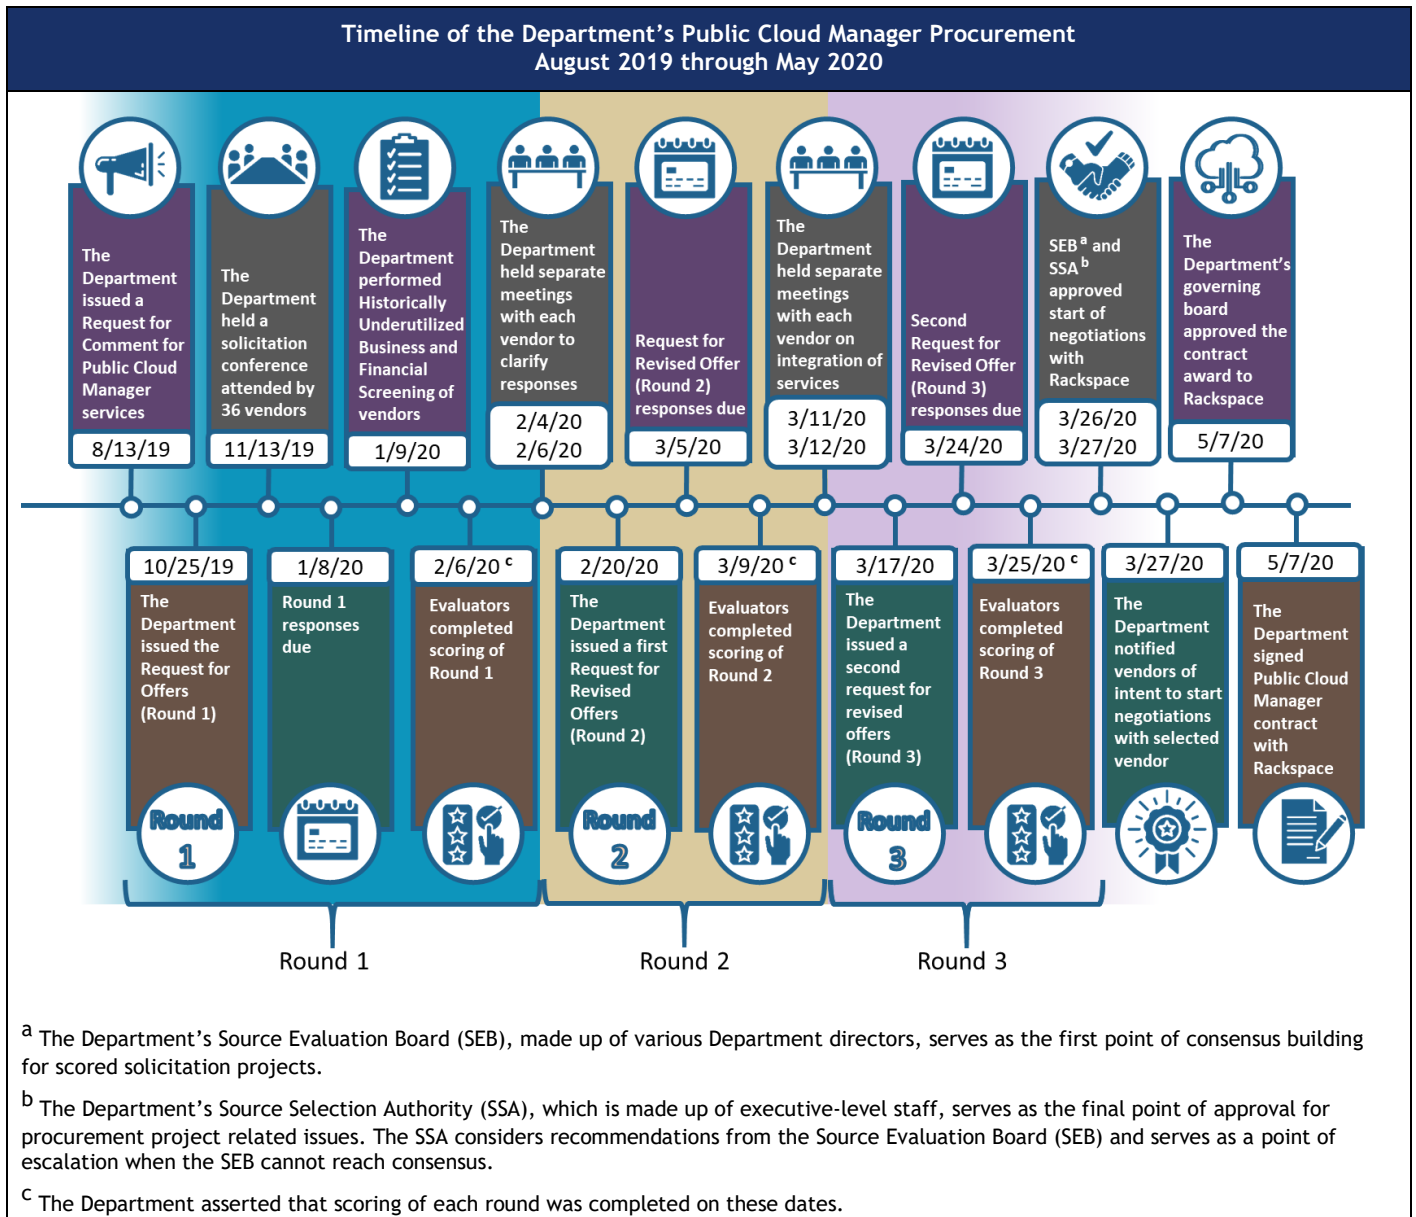 Timeline of the Department's Public Cloud Manager Procurement
August 2019 through May 2020
The
Department
issued a
Request for
Comment for
Public Cloud
Manager
services
8/13/19
The
Department
held a
solicitation
conference
attended by
36 vendors
11/13/19
The
Department
performed
Historically
Underutilized
Business and
Financial
Screening of
vendors
1/9/20
The
Department
held separate
meetings
with each
vendor to
clarify
responses
2/4/20
2/6/20
Request for
Revised Offer
(Round 2)
responses due
3/5/20
The
Department
held separate
meetings
with each
vendor on
integration of
services
3/11/20
3/12/20
Second
Request for
Revised Offer
(Round 3)
responses due
3/24/20
SEB a and
SSA b
approved
start of
negotiations
with
Rackspace
3/26/20
3/27/20
The
Department's
governing
board
approved the
contract
award to
Rackspace
5/7/20
10/25/19
The
Department
issued the
Request for
Offers
(Round 1)
Round
1
1/8/20
Round 1
responses
due
2/6/20 c
Evaluators
completed
scoring of
Round 1
2/20/20
The
Department
issued a first
Request for
Revised
Offers
(Round 2)
Round
2
3/9/20 c
Evaluators
completed
scoring of
Round 2
3/17/20
The
Department
issued a
second
request for
revised
offers
(Round 3)
Round
3
3/25/20 c
Evaluators
completed
scoring of
Round 3
3/27/20
The
Department
notified
vendors of
intent to start
negotiations
with selected
vendor
5/7/20
The
Department
signed
Public Cloud
Manager
contract
with
Rackspace
Round 1
Round 2
Round 3
a The Department's Source Evaluation Board (SEB), made up of various Department directors, serves as the first point of consensus building
for scored solicitation projects.
b The Department's Source Selection Authority (SSA), which is made up of executive-level staff, serves as the final point of approval for
procurement project related issues. The SSA considers recommendations from the Source Evaluation Board (SEB) and serves as a point of
escalation when the SEB cannot reach consensus.
c The Department asserted that scoring of each round was completed on these dates.